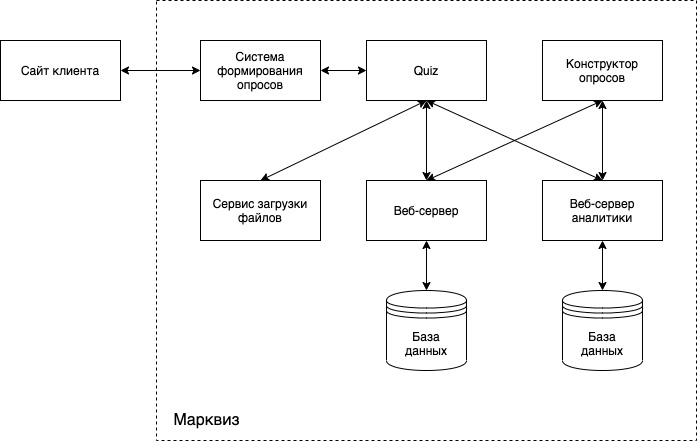 Сайт клиента
Система
формирования
опросов
Quiz
Конструктор
опросов
Сервис загрузки
файлов
Веб-сервер
Веб-сервер
аналитики
База
данных
База
данных
Марквиз